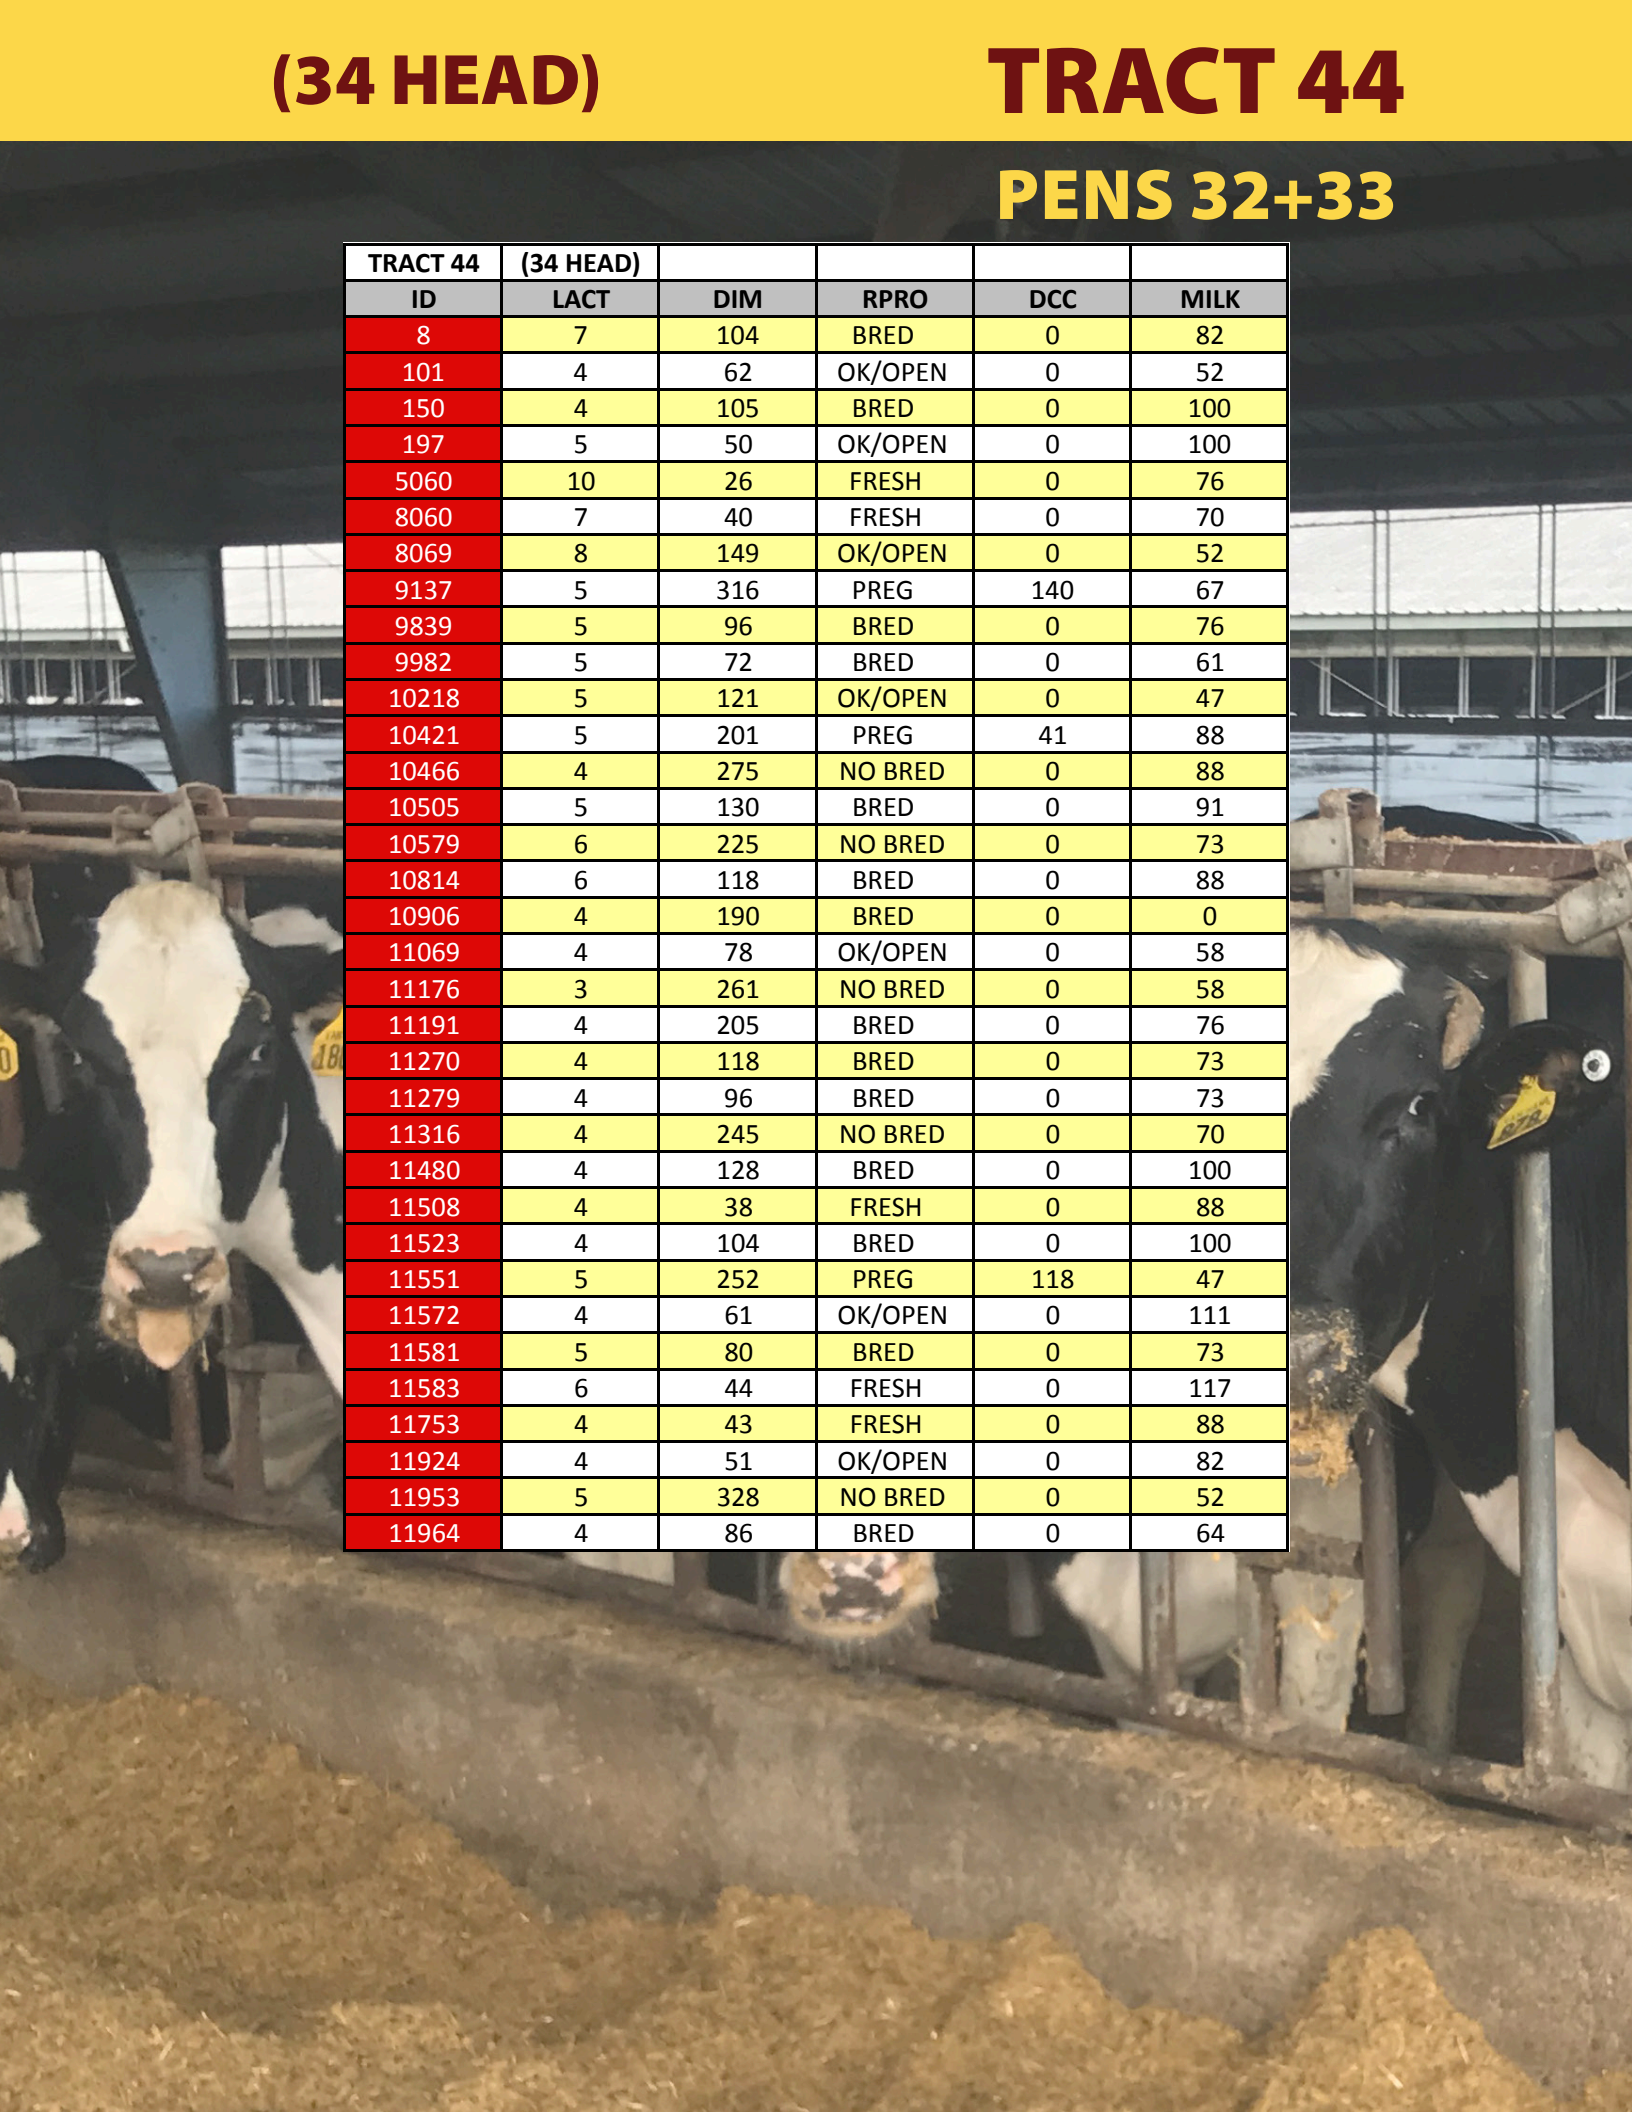 (34 HEAD) TRACT 44
PENS 32+33
TRACT 44 (34 HEAD)
ID LACT DIM RPRO DCC MILK
8 7 104 BRED 0 82
101 4 62 OK/OPEN 0 52
150 4 105 BRED 0 100
197 5 50 OK/OPEN 0 100
5060 10 26 FRESH 0 76
8060 7 40 FRESH 0 70
8069 8 149 OK/OPEN 0 52
9137 5 316 PREG 140 67
9839 5 96 BRED 0 76
9982 5 72 BRED 0 61
10218 5 121 OK/OPEN 0 47
10421 5 201 PREG 41 88
10466 4 275 NO BRED 0 88
10505 5 130 BRED 0 91
10579 6 225 NO BRED 0 73
10814 6 118 BRED 0 88
10906 4 190 BRED 0 0
11069 4 78 OK/OPEN 0 58
11176 3 261 NO BRED 0 58
11191 4 205 BRED 0 76
11270 4 118 BRED 0 73
11279 4 96 BRED 0 73
11316 4 245 NO BRED 0 70
11480 4 128 BRED 0 100
11508 4 38 FRESH 0 88
11523 4 104 BRED 0 100
11551 5 252 PREG 118 47
11572 4 61 OK/OPEN 0 111
11581 5 80 BRED 0 73
11583 6 44 FRESH 0 117
11753 4 43 FRESH 0 88
11924 4 51 OK/OPEN 0 82
11953 5 328 NO BRED 0 52
11964 4 86 BRED 0 64